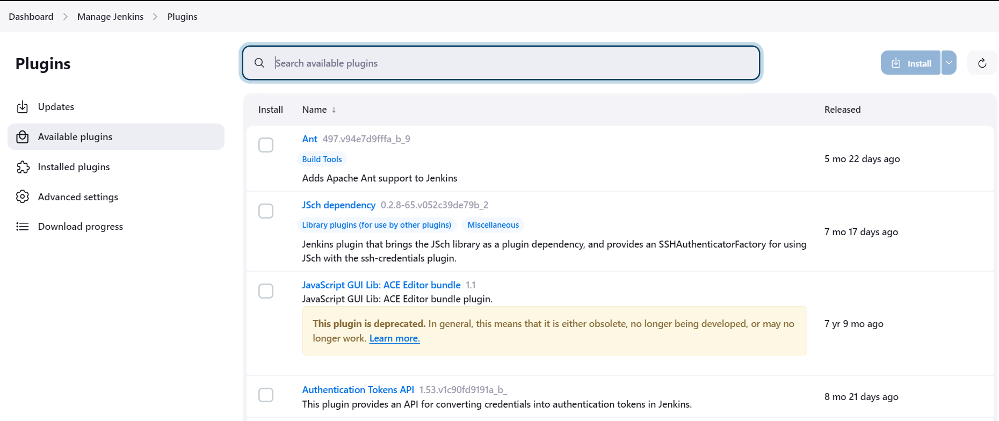 Dashboard > Manage Jenkins > Plugins
Plugins
Updates
Available plugins
Installed plugins
Advanced settings
Download progress
Search available plugins
Install
Install Name ↓ Released
Ant 497.v94e7d9fffa_b_9
Build Tools
Adds Apache Ant support to Jenkins
5 mo 22 days ago
JSch dependency 0.2.8-65.v052c39de79b_2
Library plugins (for use by other plugins) Miscellaneous
Jenkins plugin that brings the JSch library as a plugin dependency, and provides an SSHAuthenticatorFactory for using
JSch with the ssh-credentials plugin.
7 mo 17 days ago
JavaScript GUI Lib: ACE Editor bundle 1.1
JavaScript GUI Lib: ACE Editor bundle plugin.
This plugin is deprecated. In general, this means that it is either obsolete, no longer being developed, or may no
longer work. Learn more.
7 yr 9 mo ago
Authentication Tokens API 1.53.v1c90fd9191a_b_
This plugin provides an API for converting credentials into authentication tokens in Jenkins.
8 mo 21 days ago